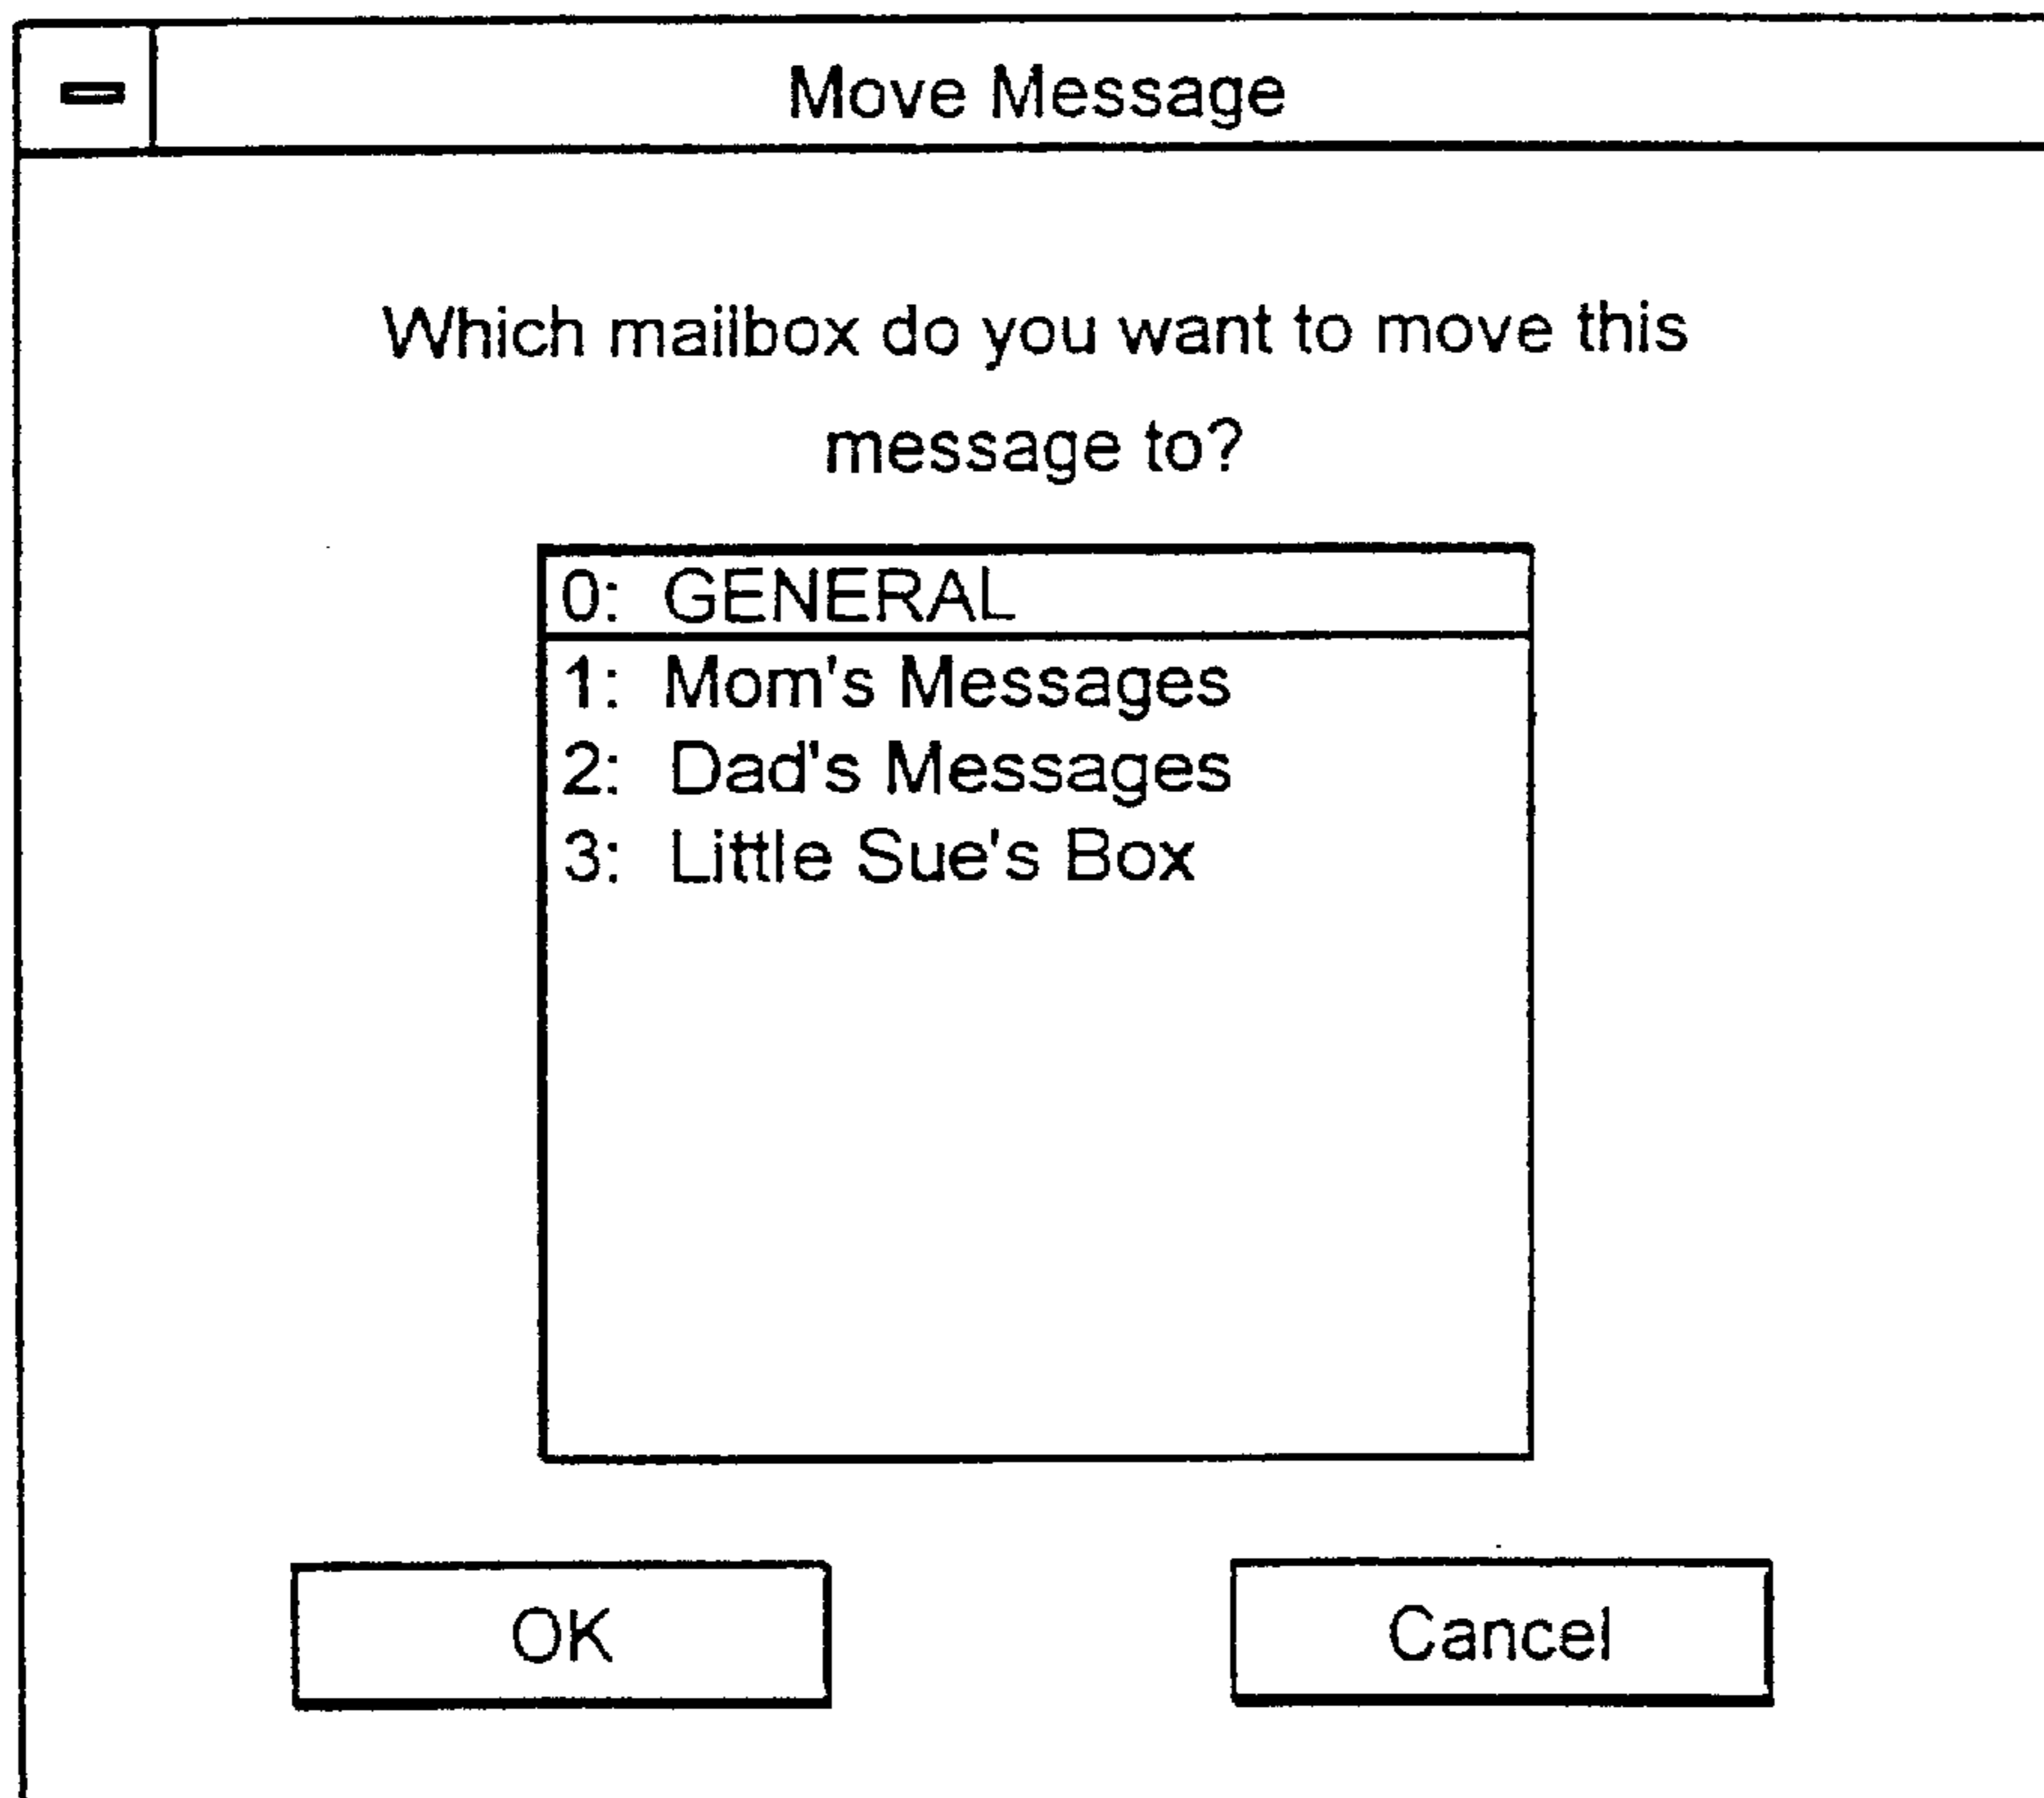 Move Message
Which mailbox do you want to move this
message to?
0: GENERAL
1: Mom's Messages
2: Dad's Messages
3: Little Sue's Box
OK
Cancel